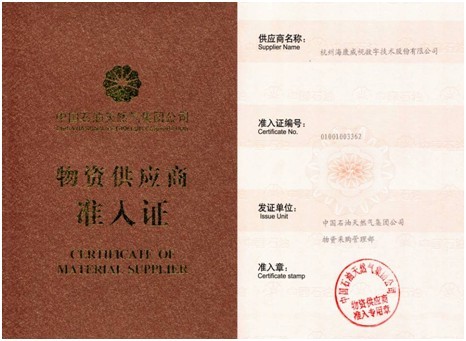 中国石油天然气集团公司
物资供应商
准入证
CERTIFICATE OF
MATERIAL SUPPLIER
供应商名称:
Supplier Name
杭州海康威视数字技术股份有限公司
准入证编号:
Certificate No.
01001003362
发证单位:
Issue Unit
中国石油天然气集团公司
物资采购管理部
准入章:
Certificate stamp
中国石油天然气集团公司
物资供应商
准入专用章